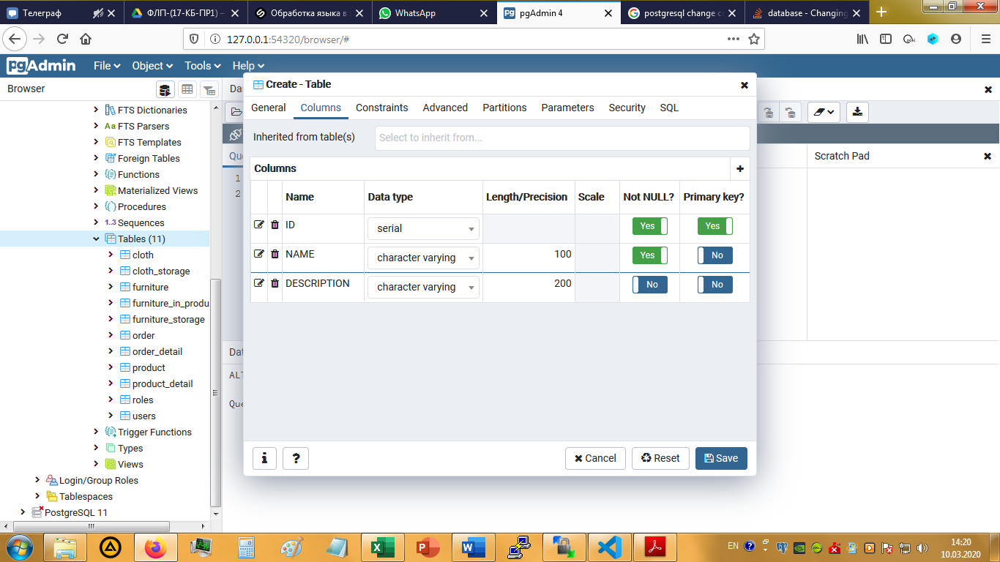 Телеграф
ФЛП-(17-КБ-ПР1) –
Обработка языка в
WhatsApp
pgAdmin 4
postgresql change c
database - Changing
127.0.0.1:54320/browser/#
pgAdmin
File
Object
Tools
Help
Browser
Da
FTS Dictionaries
Aa FTS Parsers
FTS Templates
Foreign Tables
Functions
Materialized Views
Procedures
1..3 Sequences
Tables (11)
cloth
cloth_storage
furniture
furniture_in_produ
furniture_storage
order
order_detail
product
product_detail
roles
users
Trigger Functions
Types
Views
Login/Group Roles
Tablespaces
PostgreSQL 11
Qu
1
2
Dat
ALT
Que
Scratch Pad
Create - Table
General
Columns
Constraints
Advanced
Partitions
Parameters
Security
SQL
Inherited from table(s)
Select to inherit from...
Columns
Name
Data type
Length/Precision
Scale
Not NULL?
Primary key?
ID
serial
Yes
Yes
NAME
character varying
100
Yes
No
DESCRIPTION
character varying
200
No
No
i
?
Cancel
Reset
Save
EN
14:20
10.03.2020